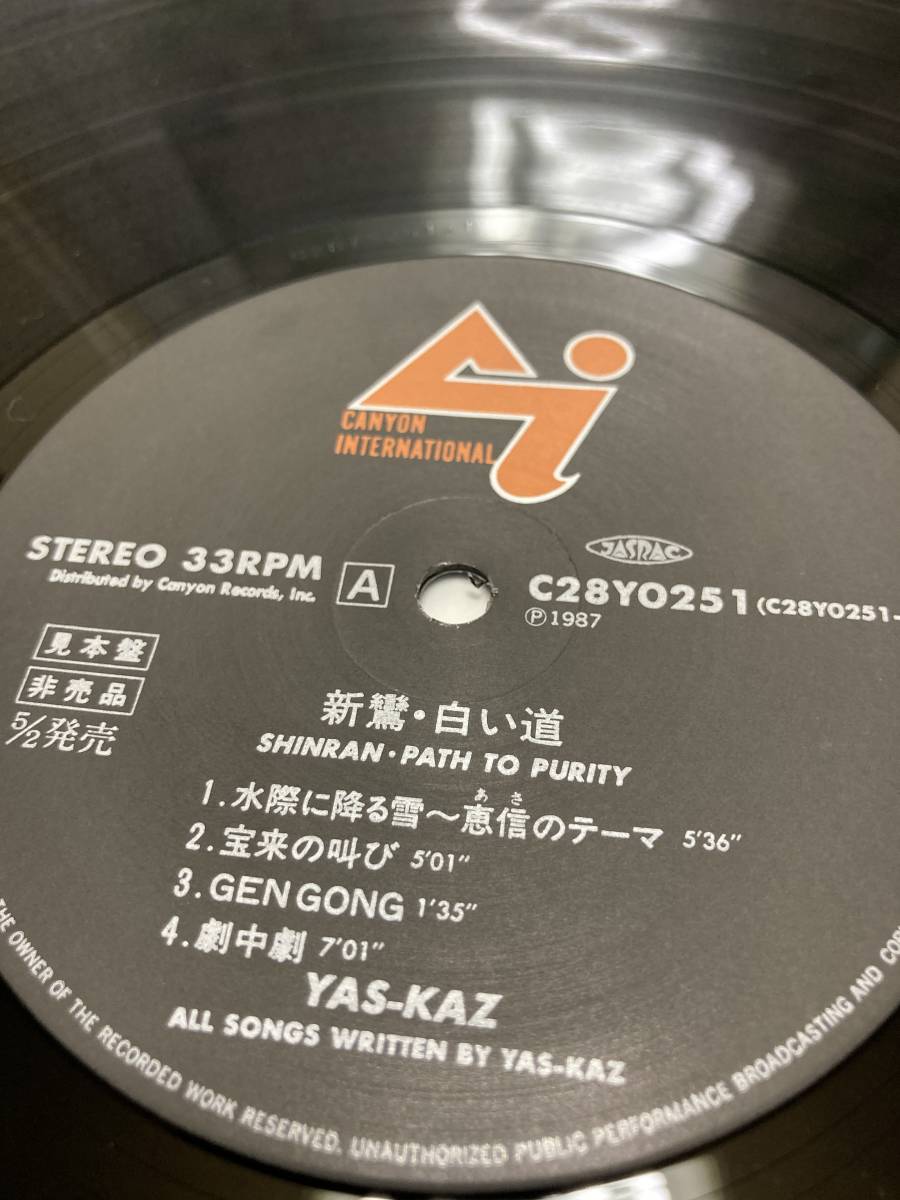 CANYON
INTERNATIONAL
STEREO 33RPM
Distributed by Canyon Records, Inc.
A
JASRAC
C28Y0251 (C28Y0251-
Ⓟ1987
見本盤
非売品
5/2発売
新鸞・白い道
SHINRAN・PATH TO PURITY
あさ
1.水際に降る雪〜恵信のテーマ 5'36"
2.宝来の叫び 5'01"
3.GEN GONG 1'35"
4.劇中劇 7'01"
YAS-KAZ
ALL SONGS WRITTEN BY YAS-KAZ
THE OWNER OF THE RECORDED WORK RESERVED. UNAUTHORIZED PUBLIC PERFORMANCE BROADCASTING AND